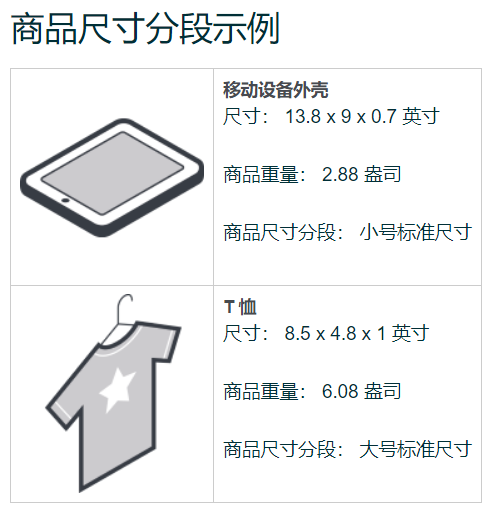 商品尺寸分段示例
移动设备外壳
尺寸： 13.8 x 9 x 0.7 英寸
商品重量： 2.88 盎司
商品尺寸分段： 小号标准尺寸
T 恤
尺寸： 8.5 x 4.8 x 1 英寸
商品重量： 6.08 盎司
商品尺寸分段： 大号标准尺寸